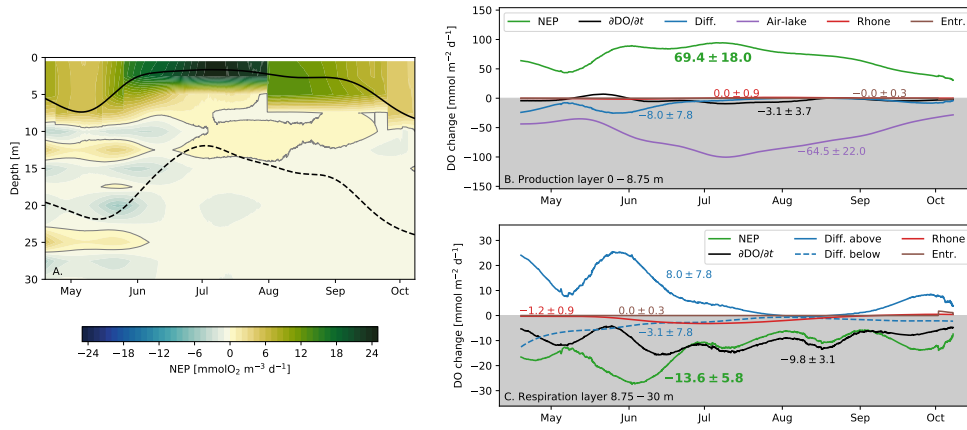 0
5
10
15
20
25
30
Depth [m]
A.
May
Jun
Jul
Aug
Sep
Oct
−24
−18
−12
−6
0
6
12
18
24
NEP [mmolO₂ m⁻³ d⁻¹]
NEP
∂DO/∂t
Diff.
Air-lake
Rhone
Entr.
150
100
50
0
−50
−100
−150
DO change [mmol m⁻² d⁻¹]
69.4 ± 18.0
0.0 ± 0.9
−0.0 ± 0.3
−8.0 ± 7.8
−3.1 ± 3.7
−64.5 ± 22.0
B. Production layer 0 − 8.75 m
May
Jun
Jul
Aug
Sep
Oct
NEP
∂DO/∂t
Diff. above
Diff. below
Rhone
Entr.
30
20
10
0
−10
−20
−30
DO change [mmol m⁻² d⁻¹]
8.0 ± 7.8
−1.2 ± 0.9
0.0 ± 0.3
−3.1 ± 7.8
−9.8 ± 3.1
−13.6 ± 5.8
C. Respiration layer 8.75 − 30 m
May
Jun
Jul
Aug
Sep
Oct